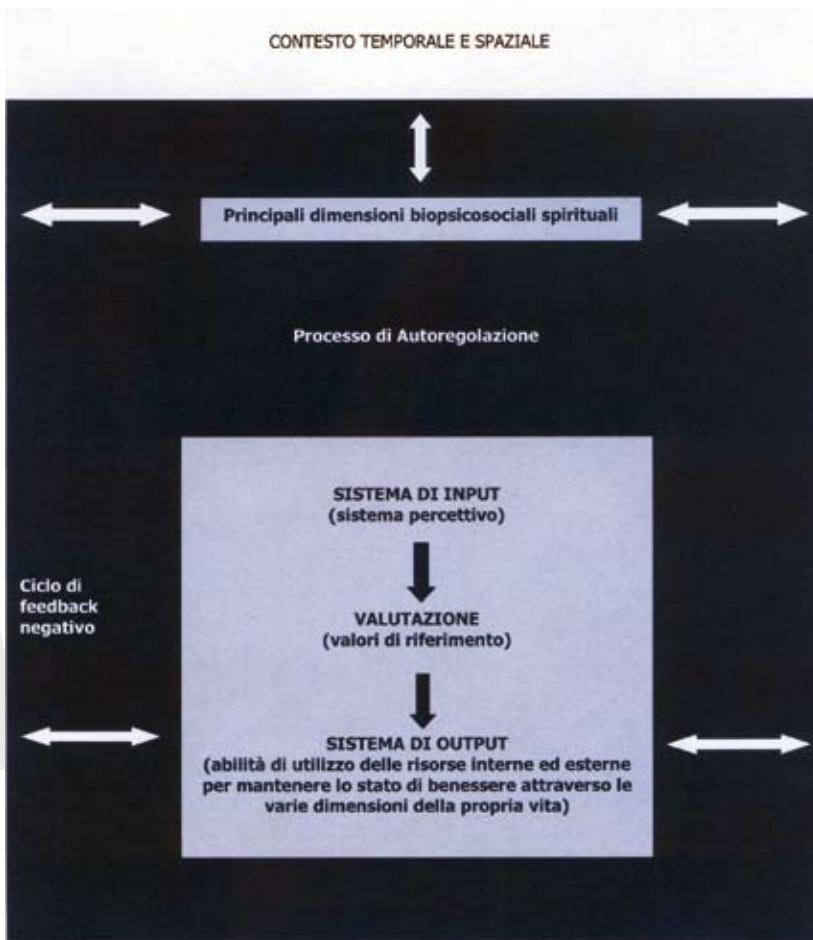 CONTESTO TEMPORALE E SPAZIALE
Principali dimensioni biopsicosociali spirituali
Processo di Autoregolazione
SISTEMA DI INPUT
(sistema percettivo)
Ciclo di
feedback
negativo
VALUTAZIONE
(valori di riferimento)
SISTEMA DI OUTPUT
(abilità di utilizzo delle risorse interne ed esterne
per mantenere lo stato di benessere attraverso le
varie dimensioni della propria vita)